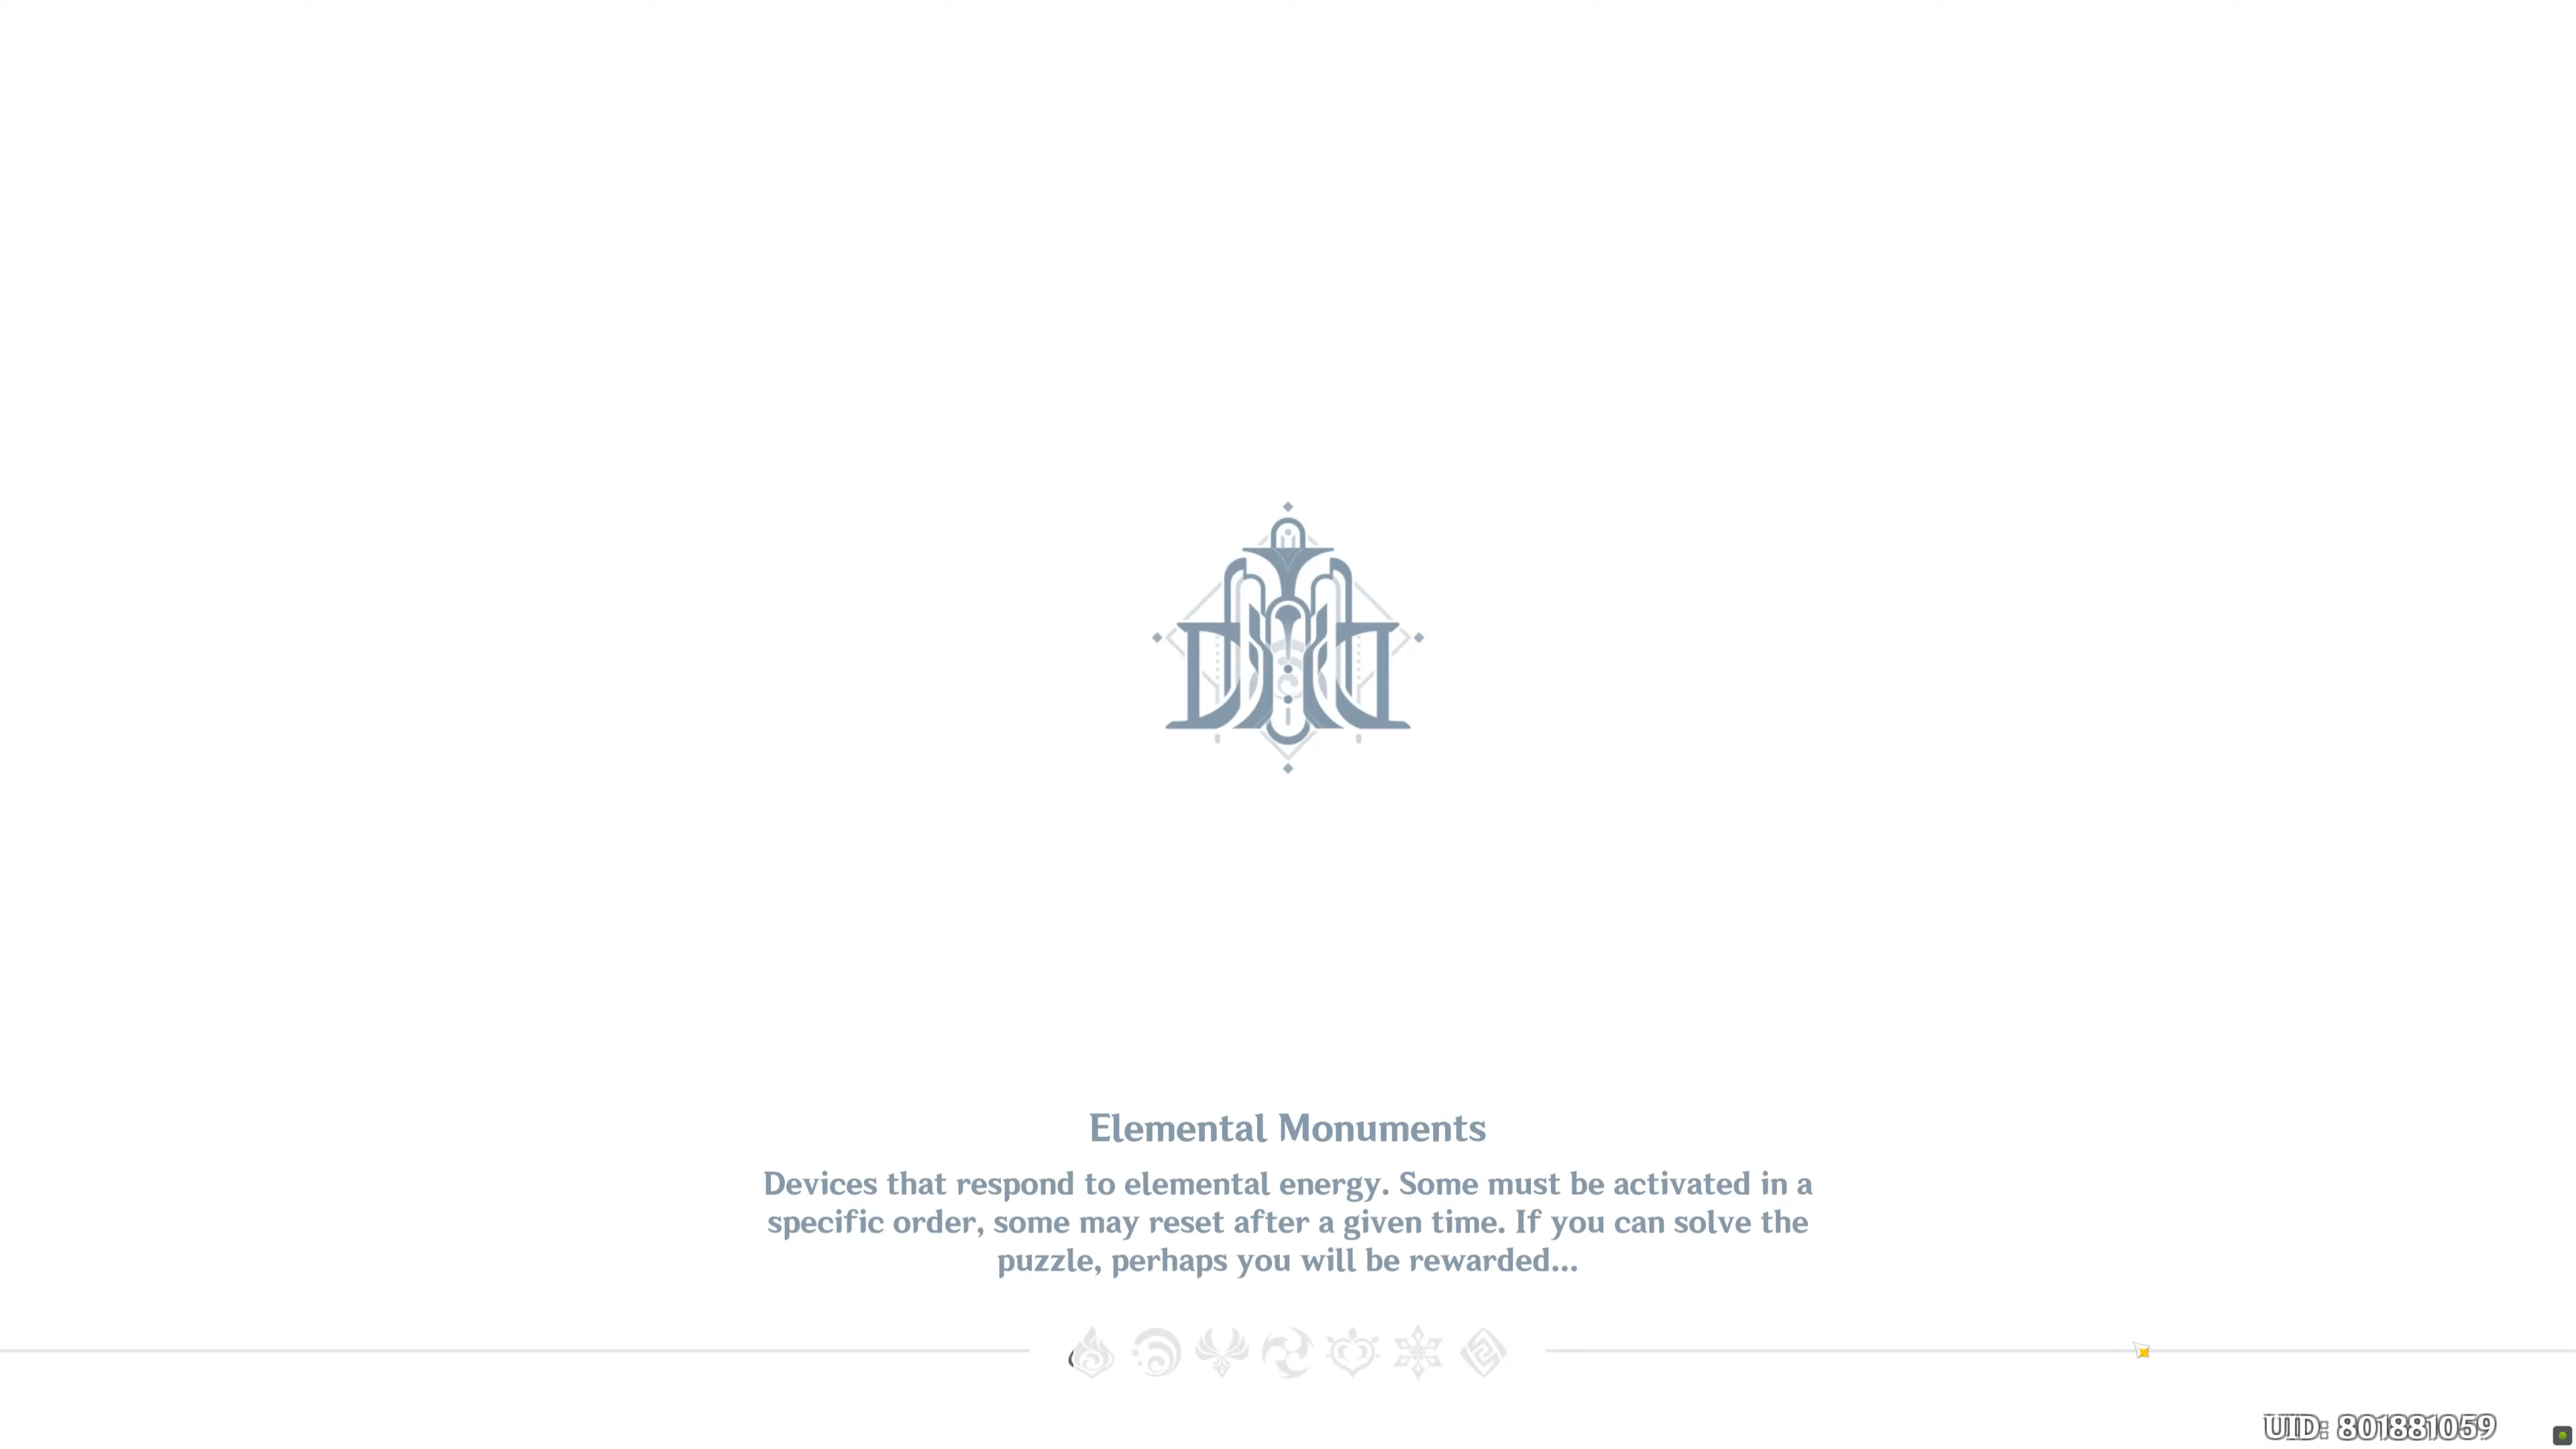 Elemental Monuments
Devices that respond to elemental energy. Some must be activated in a
specific order, some may reset after a given time. If you can solve the
puzzle, perhaps you will be rewarded...
UID: 801881059